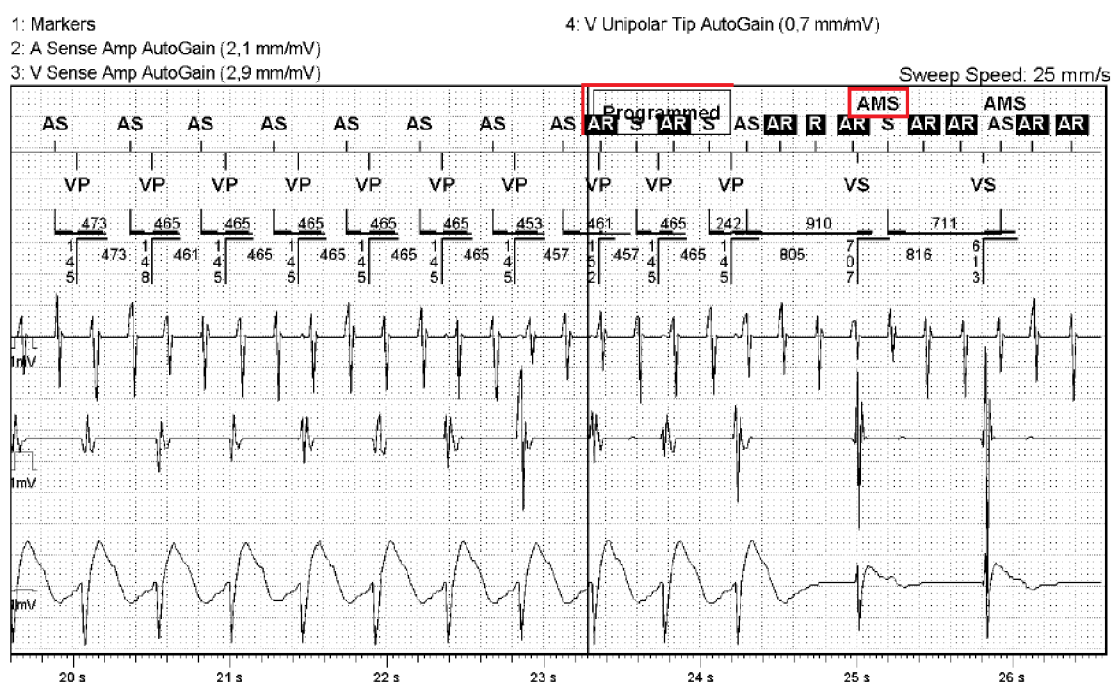 1: Markers
4: V Unipolar Tip AutoGain (0,7 mm/mV)
2: A Sense Amp AutoGain (2,1 mm/mV)
3: V Sense Amp AutoGain (2,9 mm/mV)
Sweep Speed: 25 mm/s
Programmed
AMS AMS
AS AS AS AS AS AS AS AS AR S AR S AS AR R AR S AR AR AS AR AR
VP VP VP VP VP VP VP VP VP VP VS VS
473 465 465 465 465 465 453 461 465 242 910 711
473 461 465 465 465 465 457 457 465 805 816
145 148 145 145 145 145 145 152 145 145 707 613
1mV
1mV
1mV
20 s 21 s 22 s 23 s 24 s 25 s 26 s